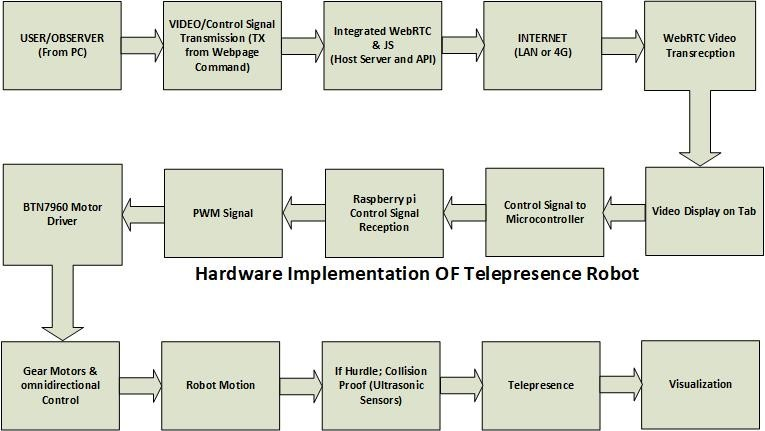 USER/OBSERVER
(From PC)
VIDEO/Control Signal
Transmission (TX
from Webpage
Command)
Integrated WebRTC
& JS
(Host Server and API)
INTERNET
(LAN or 4G)
WebRTC Video
Transrecption
Video Display on Tab
Control Signal to
Microcontroller
Raspberry pi
Control Signal
Reception
PWM Signal
BTN7960 Motor
Driver
Hardware Implementation OF Telepresence Robot
Gear Motors &
omnidirectional
Control
Robot Motion
If Hurdle; Collision
Proof (Ultrasonic
Sensors)
Telepresence
Visualization